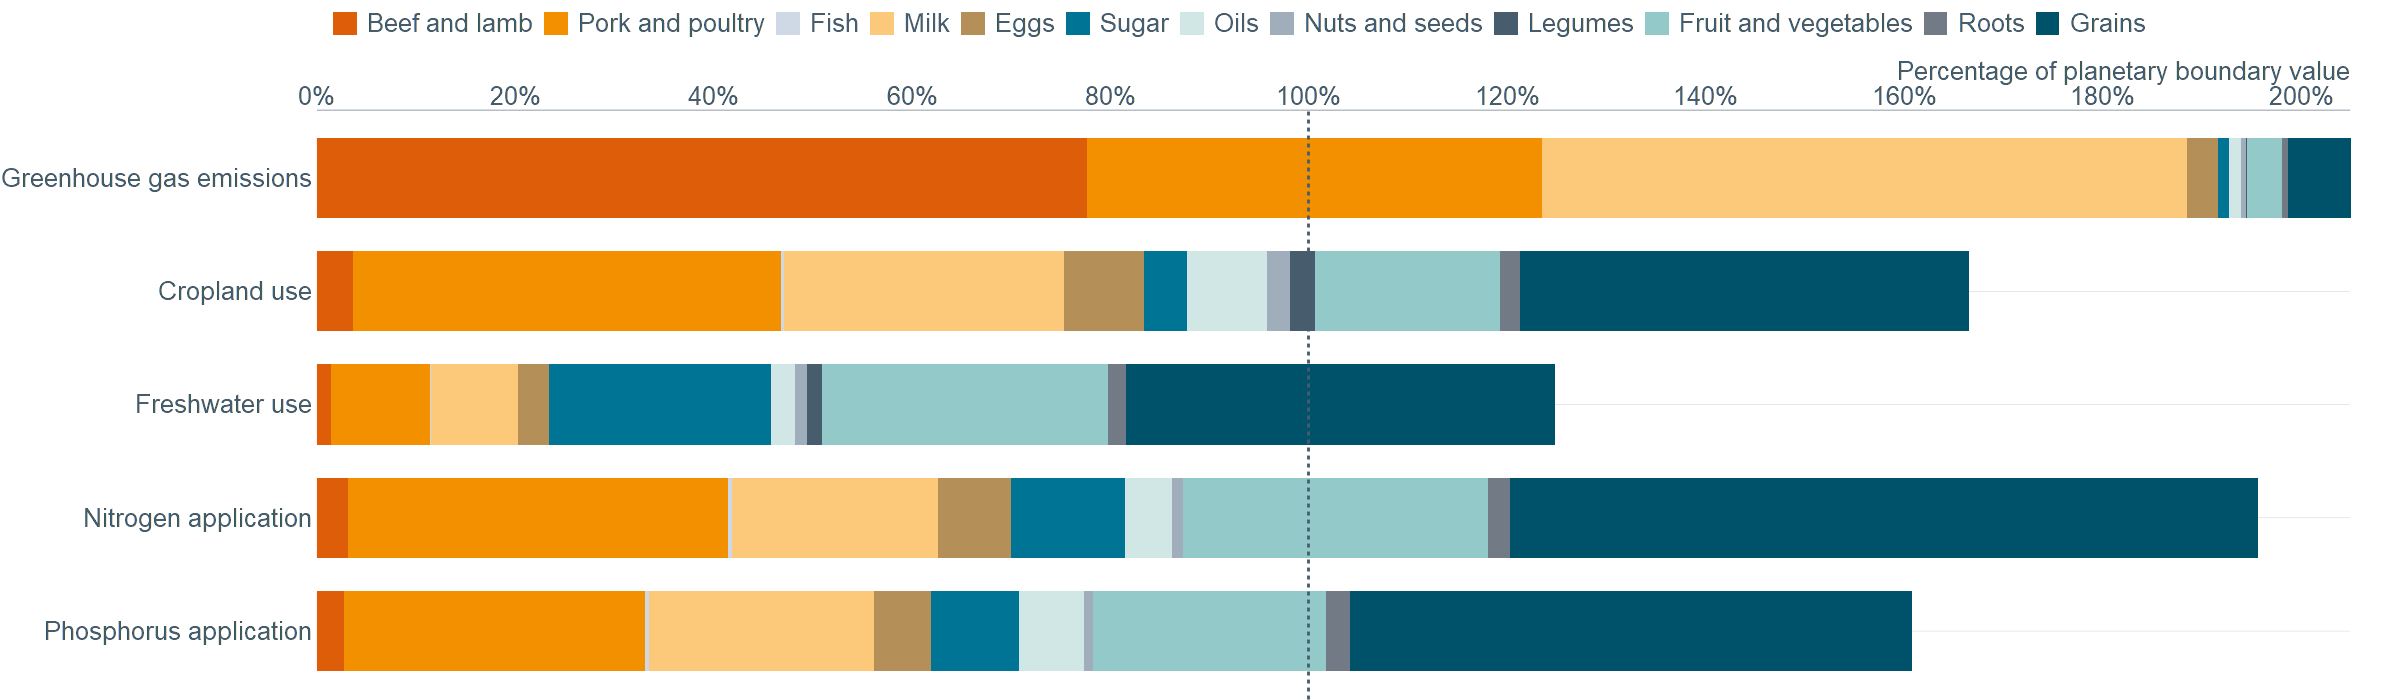 Beef and lamb Pork and poultry Fish Milk Eggs Sugar Oils Nuts and seeds Legumes Fruit and vegetables Roots Grains
Percentage of planetary boundary value
0% 20% 40% 60% 80% 100% 120% 140% 160% 180% 200%
Greenhouse gas emissions
Cropland use
Freshwater use
Nitrogen application
Phosphorus application